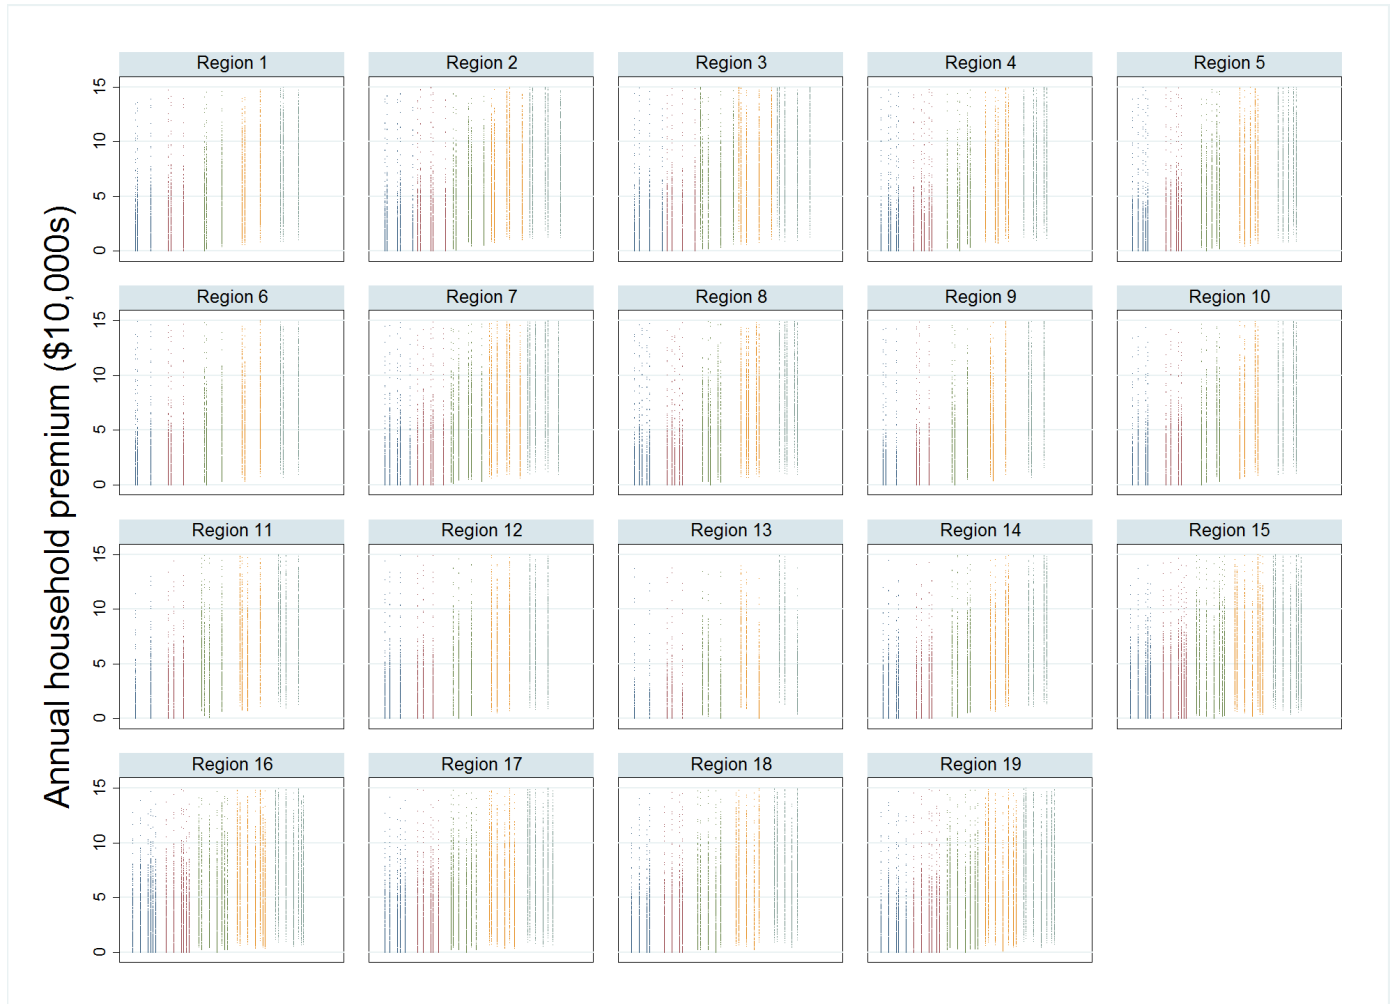 Annual household premium ($10,000s)
Region 1
Region 2
Region 3
Region 4
Region 5
15
10
5
0
Region 6
Region 7
Region 8
Region 9
Region 10
15
10
5
0
Region 11
Region 12
Region 13
Region 14
Region 15
15
10
5
0
Region 16
Region 17
Region 18
Region 19
15
10
5
0